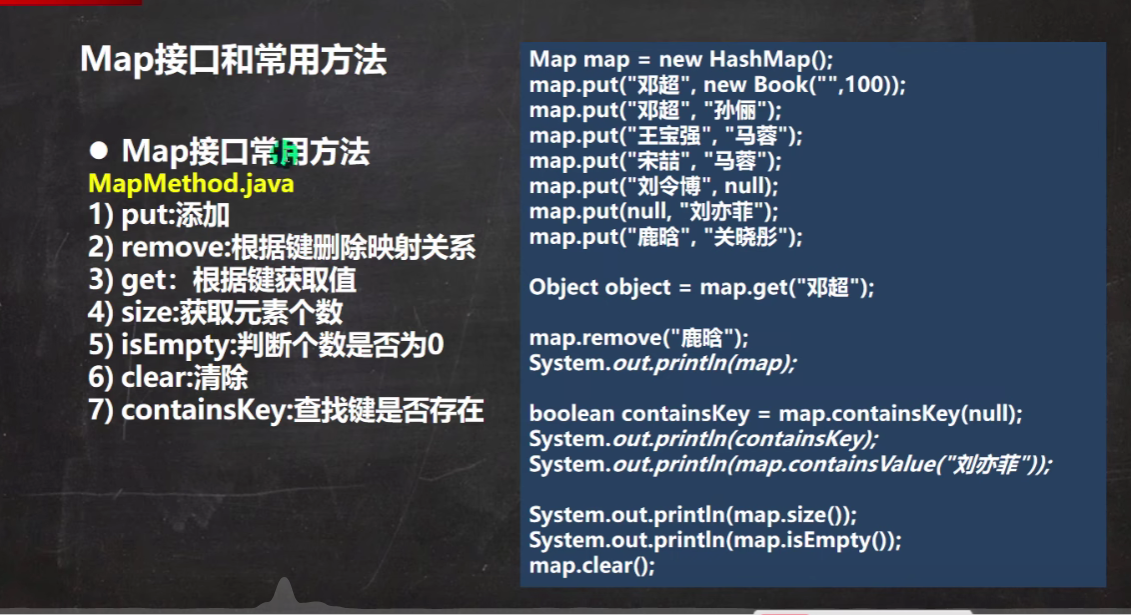 Map接口和常用方法
● Map接口常用方法
MapMethod.java
1) put:添加
2) remove:根据键删除映射关系
3) get：根据键获取值
4) size:获取元素个数
5) isEmpty:判断个数是否为0
6) clear:清除
7) containsKey:查找键是否存在
Map map = new HashMap();
map.put("邓超", new Book("",100));
map.put("邓超", "孙俪");
map.put("王宝强", "马蓉");
map.put("宋喆", "马蓉");
map.put("刘令博", null);
map.put(null, "刘亦菲");
map.put("鹿晗", "关晓彤");
Object object = map.get("邓超");
map.remove("鹿晗");
System.out.println(map);
boolean containsKey = map.containsKey(null);
System.out.println(containsKey);
System.out.println(map.containsValue("刘亦菲"));
System.out.println(map.size());
System.out.println(map.isEmpty());
map.clear();